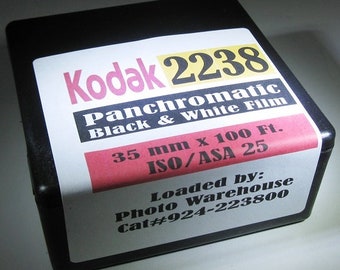 Kodak 2238
Panchromatic
Black & White Film
35 mm x 100 Ft.
ISO/ASA 25
Loaded by:
Photo Warehouse
Cat#924-223800